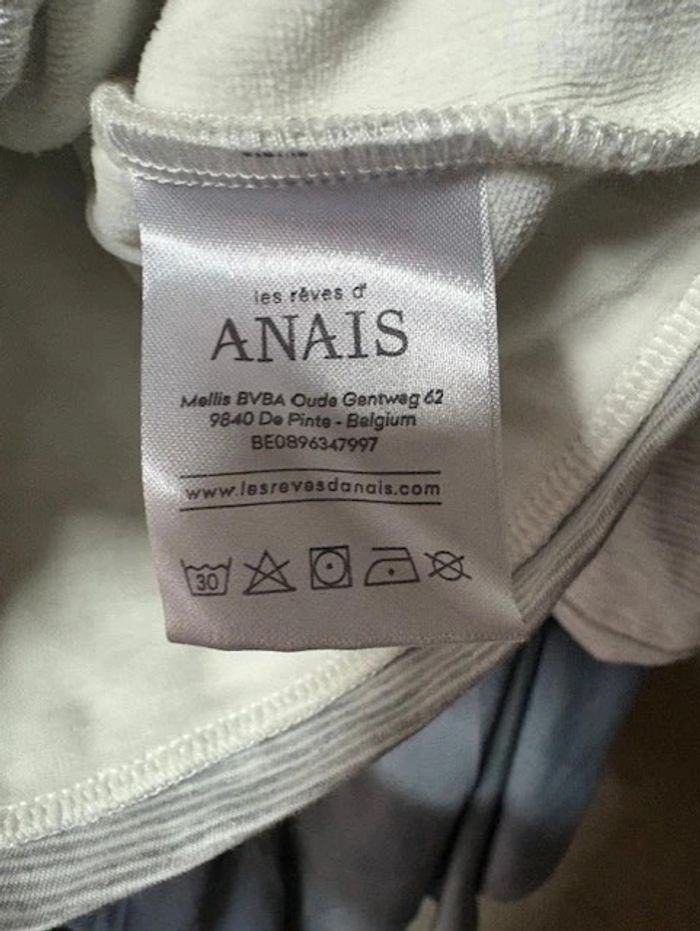 les rêves d'
ANAIS
Mellis BVBA Oude Gentweg 62
9840 De Pinte - Belgium
BE0896347997
www.lesrevesdanais.com
30